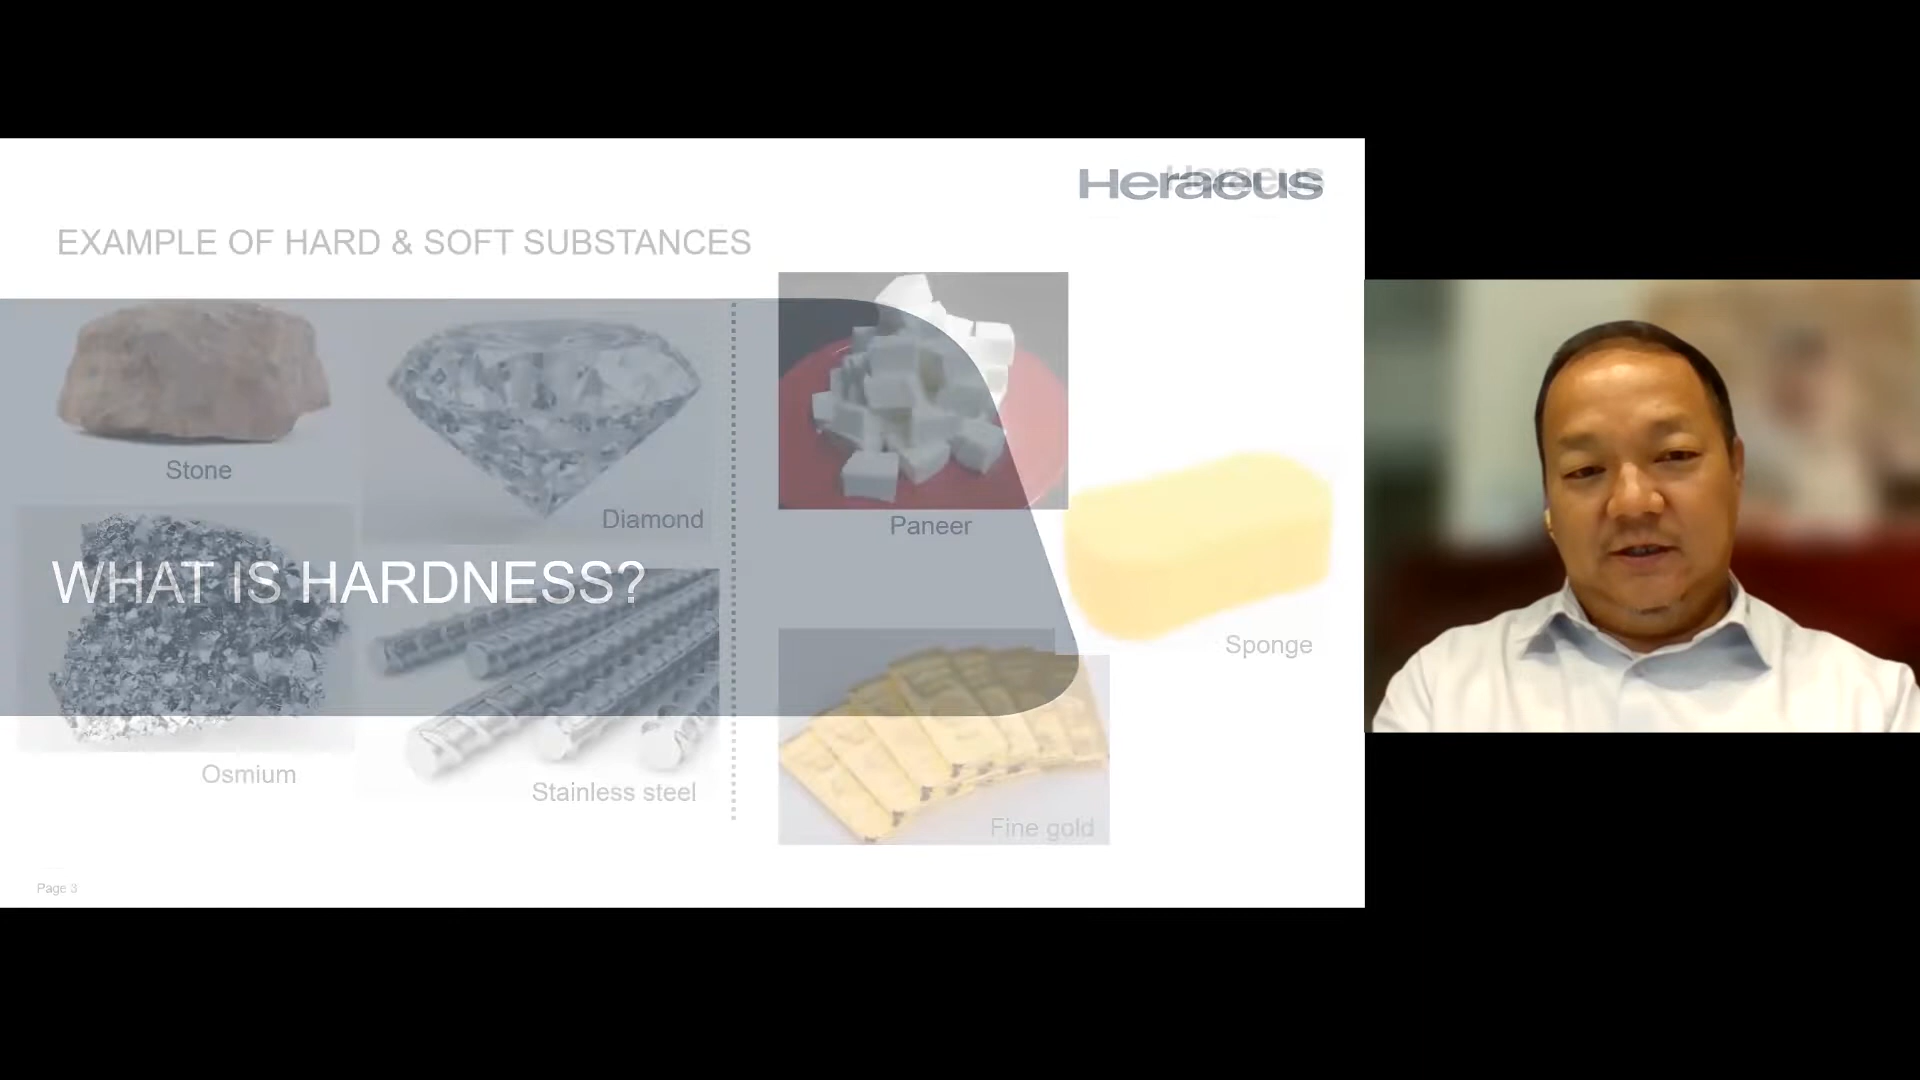 Heraeus
Heraeus
EXAMPLE OF HARD & SOFT SUBSTANCES
Stone
Diamond
Paneer
WHAT IS HARDNESS?
Sponge
Osmium
Stainless steel
Fine gold
Page 3